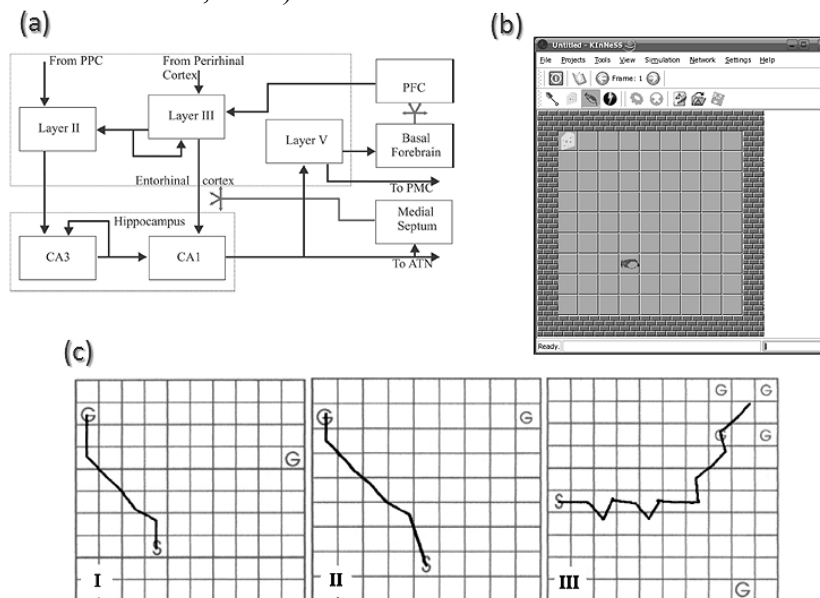 (a)
From PPC
From Perirhinal
Cortex
Layer II
Layer III
PFC
Layer V
Basal
Forebrain
Entorhinal cortex
To PMC
Hippocampus
Medial
Septum
CA3
CA1
To ATN
(b)
Untitled - KInNeSS
File Projects Tools View Simulation Network Settings Help
Frame: 1
Ready.
(c)
G
G
S
I
G
G
S
II
G G
G G
S
III
G